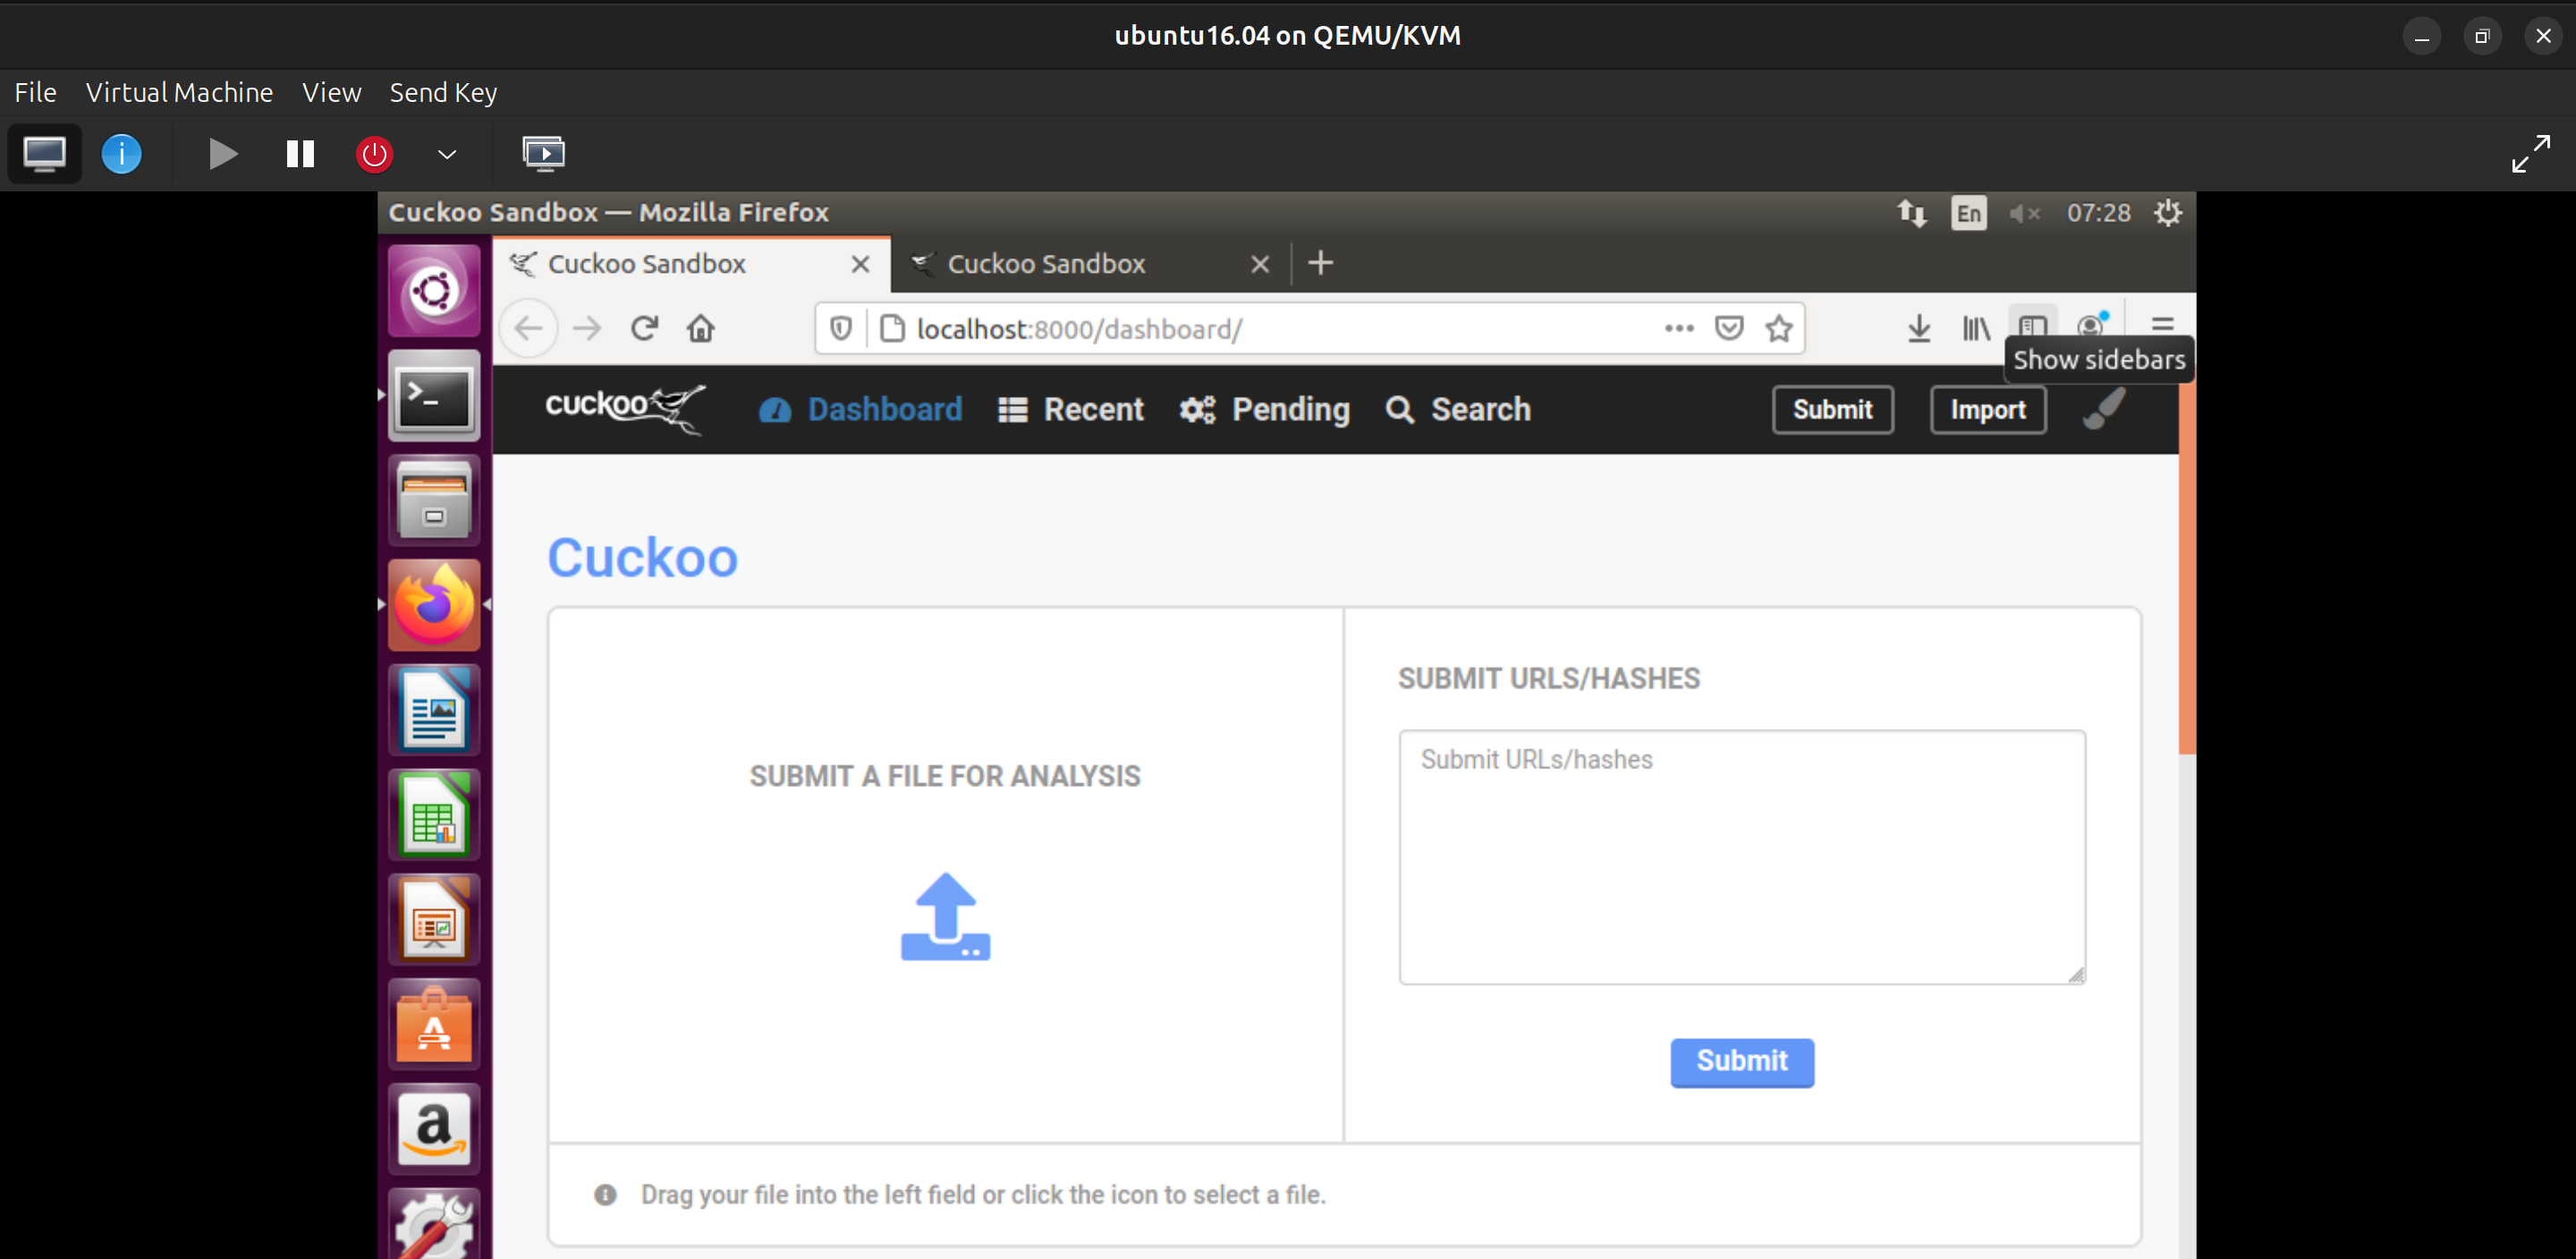 ubuntu16.04 on QEMU/KVM
File Virtual Machine View Send Key
Cuckoo Sandbox — Mozilla Firefox En 07:28
Cuckoo Sandbox Cuckoo Sandbox
localhost:8000/dashboard/
Show sidebars
cuckoo Dashboard Recent Pending Search Submit Import
Cuckoo
SUBMIT URLS/HASHES
Submit URLs/hashes
SUBMIT A FILE FOR ANALYSIS
Submit
Drag your file into the left field or click the icon to select a file.